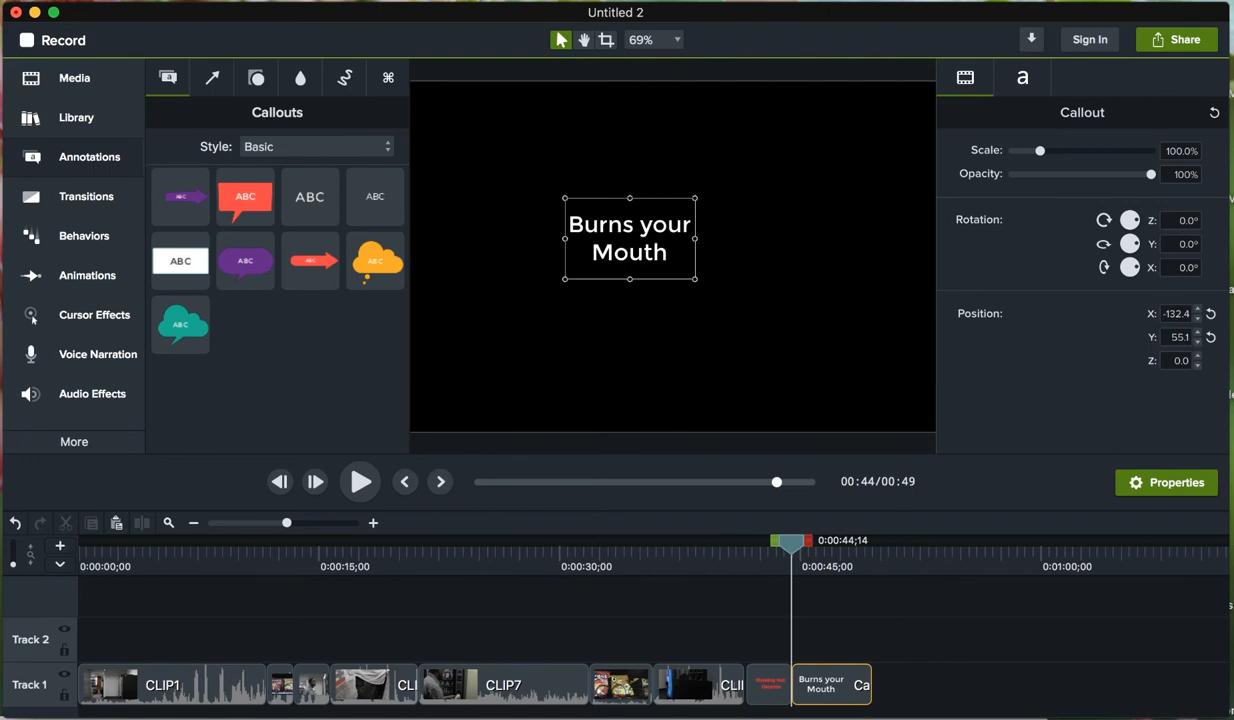 Untitled 2
Record
69%
Sign In
Share
Media
Library
Annotations
Transitions
Behaviors
Animations
Cursor Effects
Voice Narration
Audio Effects
More
Callouts
Style: Basic
ABC ABC ABC ABC
ABC ABC ABC ABC
ABC
Burns your
Mouth
a
Callout
Scale: 100.0%
Opacity: 100%
Rotation: Z: 0.0°
Y: 0.0°
X: 0.0°
Position: X: -132.4
Y: 55.1
Z: 0.0
00:44/00:49
Properties
0:00:44;14
0:00:00;00 0:00:15;00 0:00:30;00 0:00:45;00 0:01:00;00
Track 2
Track 1
CLIP1 CLI CLIP7 CLI
Burns your
Mouth
Ca